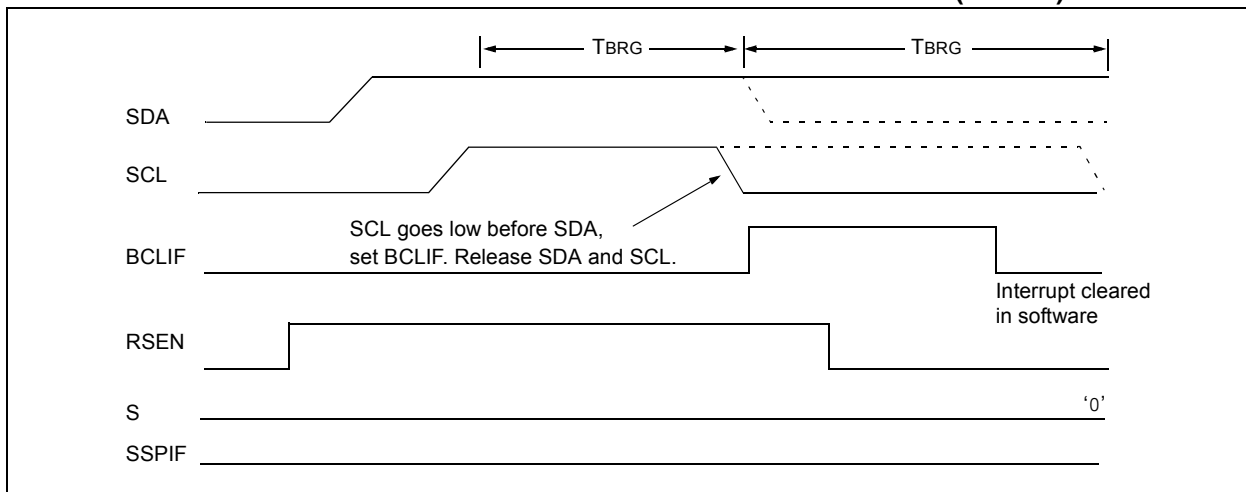 TBRG TBRG
SDA
SCL
SCL goes low before SDA,
set BCLIF. Release SDA and SCL.
BCLIF
Interrupt cleared
in software
RSEN
S
‘0’
SSPIF